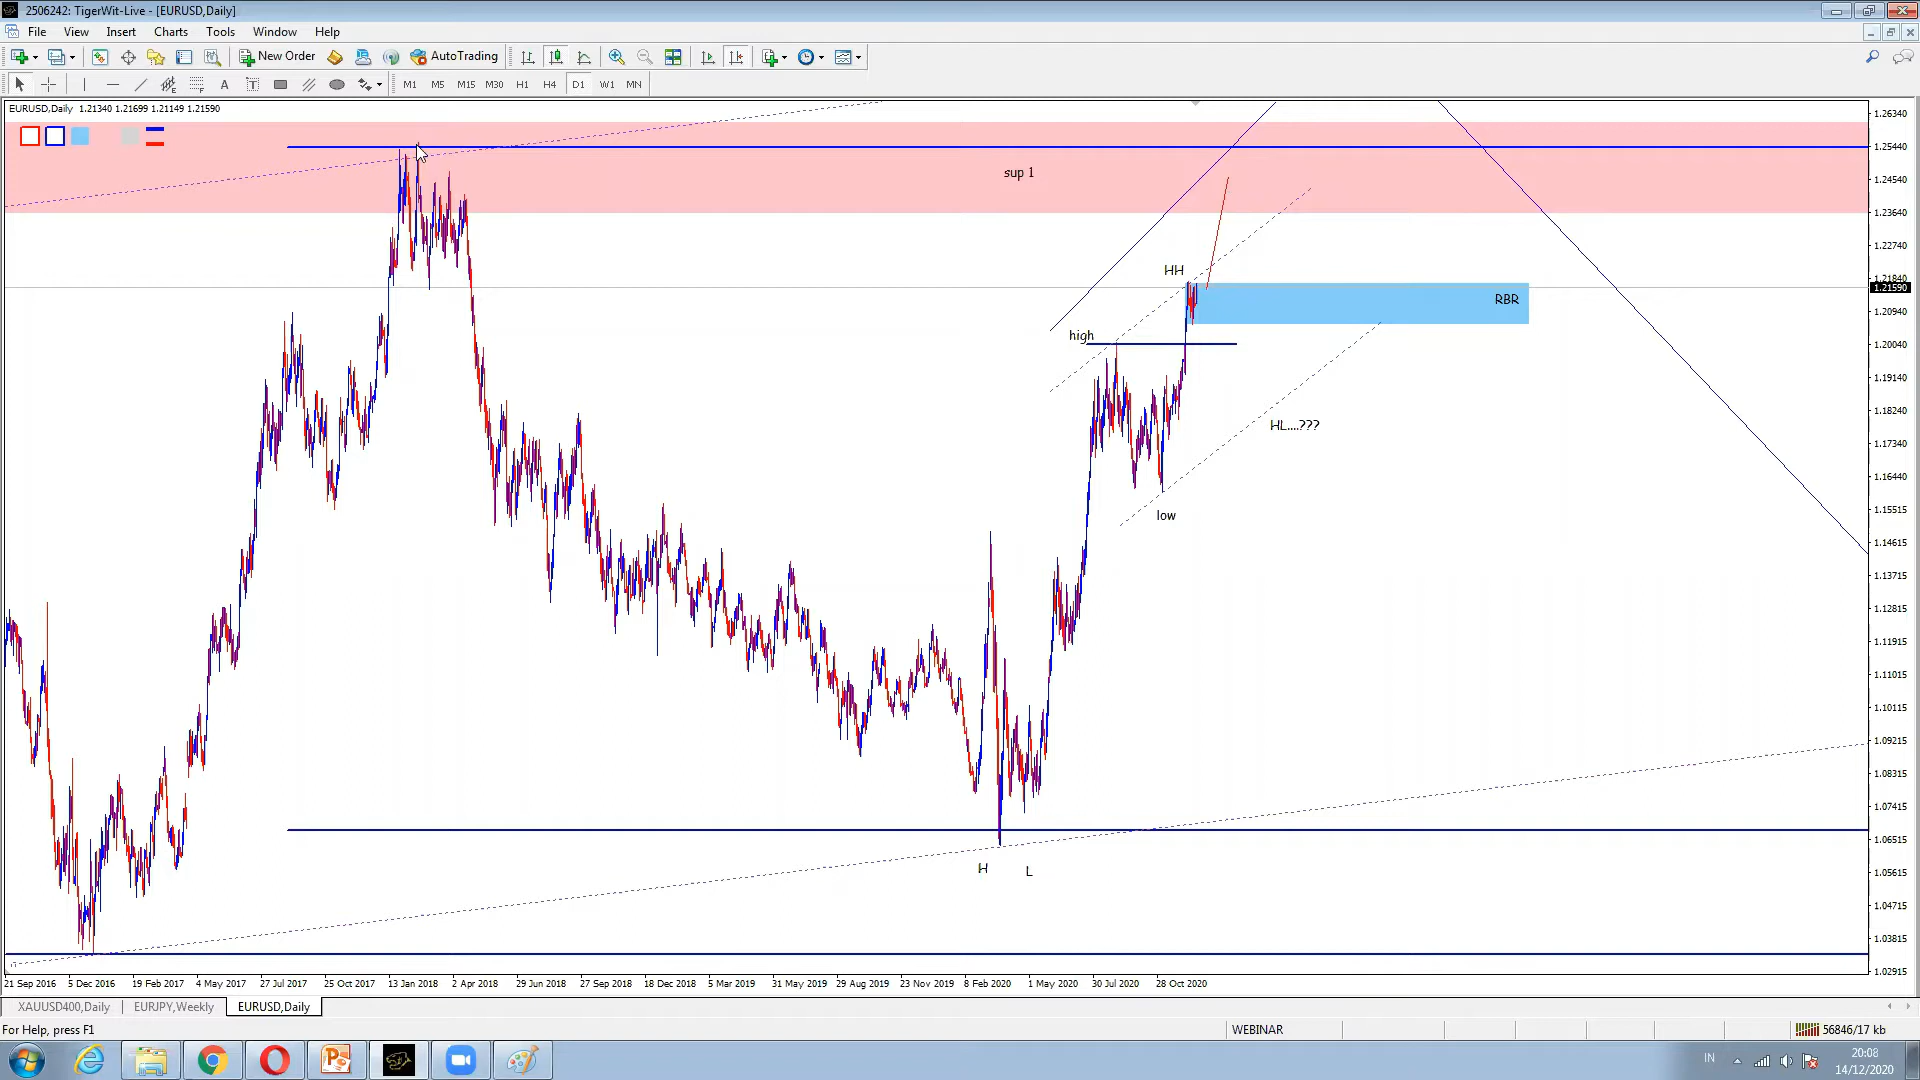 2506242: TigerWit-Live - [EURUSD,Daily]
File View Insert Charts Tools Window Help
New Order AutoTrading
A T M1 M5 M15 M30 H1 H4 D1 W1 MN
EURUSD,Daily 1.21340 1.21699 1.21149 1.21590
1.26340
1.25440
sup 1
1.24540
1.23640
1.22740
HH
1.21840
1.21590
RBR
1.20940
high
1.20040
1.19140
1.18240
HL....???
1.17340
1.16440
low
1.15515
1.14615
1.13715
1.12815
1.11915
1.11015
1.10115
1.09215
1.08315
1.07415
1.06515
H
L
1.05615
1.04715
1.03815
1.02915
21 Sep 2016 5 Dec 2016 19 Feb 2017 4 May 2017 27 Jul 2017 25 Oct 2017 13 Jan 2018 2 Apr 2018 29 Jun 2018 27 Sep 2018 18 Dec 2018 5 Mar 2019 31 May 2019 29 Aug 2019 23 Nov 2019 8 Feb 2020 1 May 2020 30 Jul 2020 28 Oct 2020
XAUUSD400,Daily EURJPY,Weekly EURUSD,Daily
For Help, press F1 WEBINAR 56846/17 kb
IN 20:08
14/12/2020